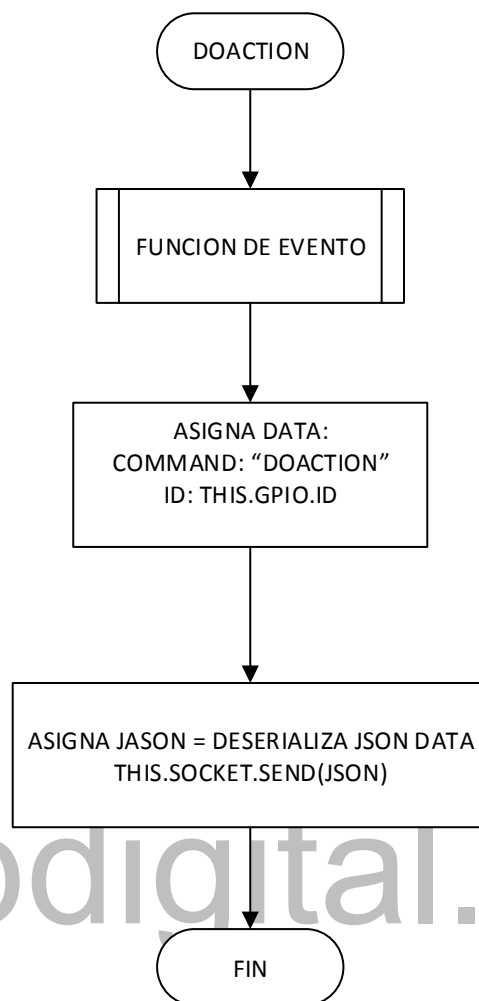 DOACTION
FUNCION DE EVENTO
ASIGNA DATA:
COMMAND: “DOACTION”
ID: THIS.GPIO.ID
ASIGNA JASON = DESERIALIZA JSON DATA
THIS.SOCKET.SEND(JSON)
odigital.
FIN